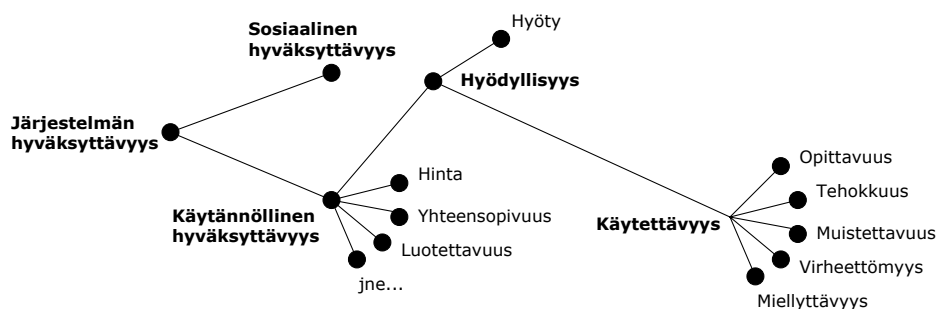 Sosiaalinen
hyväksyttävyys
Hyöty
Hyödyllisyys
Järjestelmän
hyväksyttävyys
Hinta
Käytännöllinen
hyväksyttävyys
Yhteensopivuus
Luotettavuus
jne...
Käytettävyys
Opittavuus
Tehokkuus
Muistettavuus
Virheettömyys
Miellyttävyys